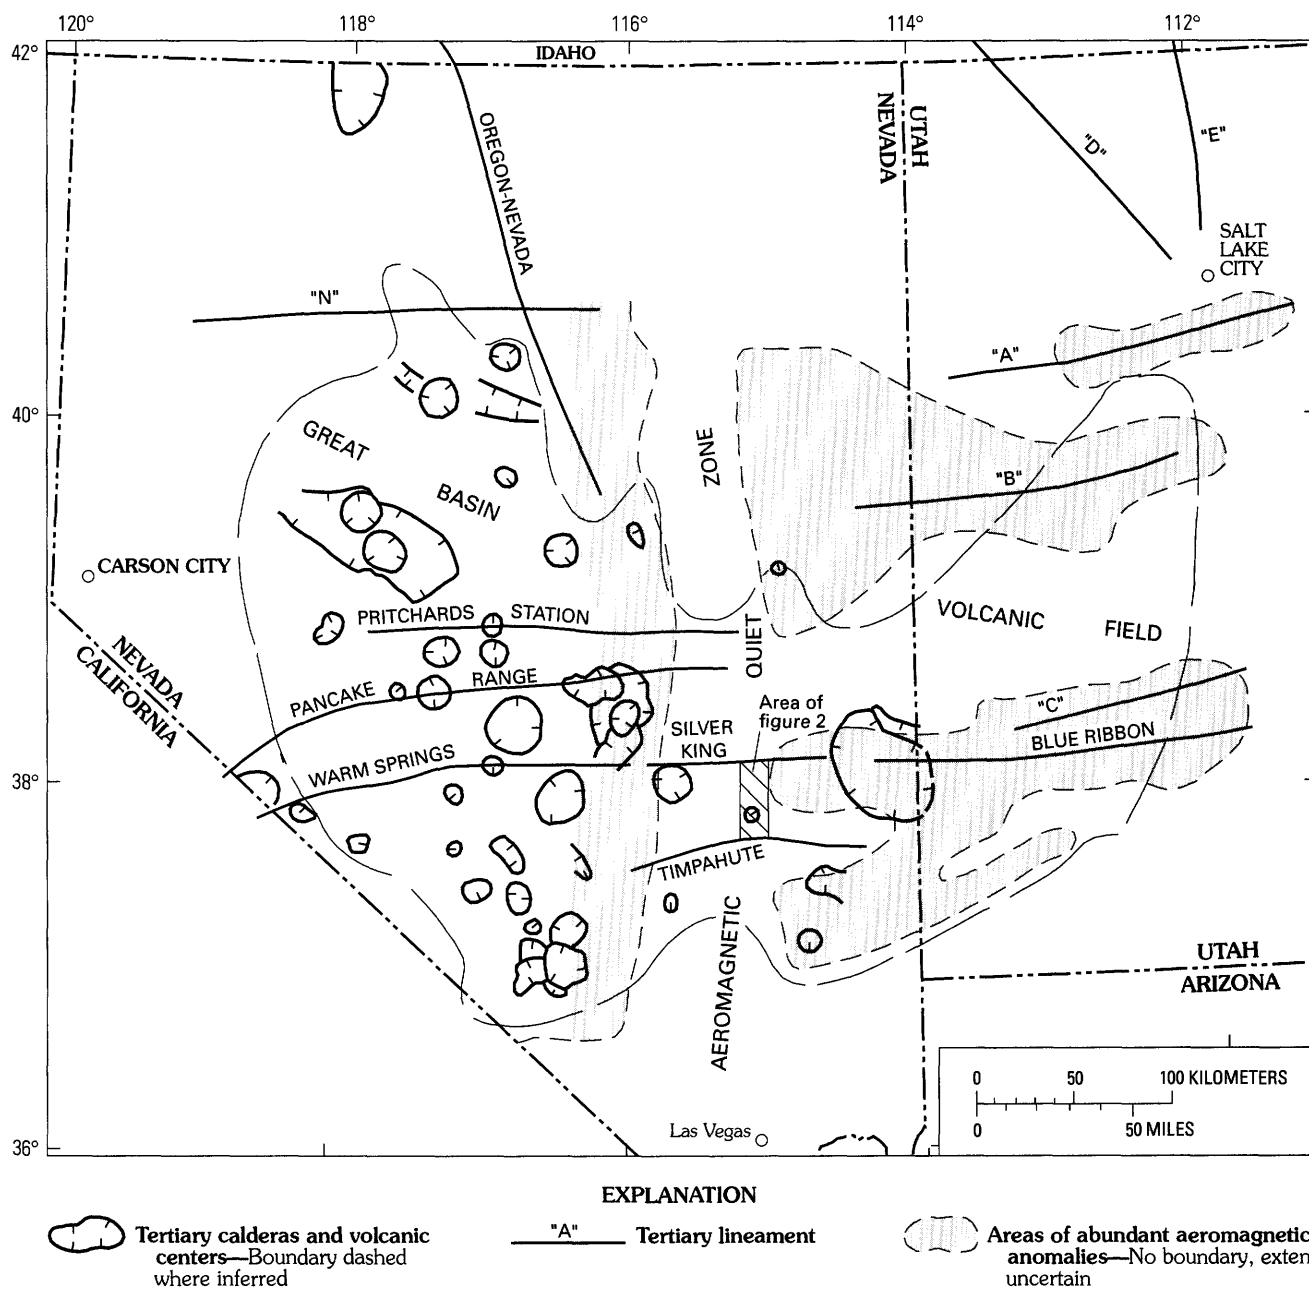 120° 118° 116° 114° 112°
42°
IDAHO
OREGON-NEVADA
NEVADA
UTAH
"D"
"E"
SALT
LAKE
CITY
"N"
"A"
40°
GREAT
BASIN
ZONE
"B"
CARSON CITY
PRITCHARDS STATION
VOLCANIC FIELD
NEVADA
CALIFORNIA
QUIET
PANCAKE RANGE
Area of
figure 2
SILVER
KING
"C"
BLUE RIBBON
WARM SPRINGS
38°
TIMPAHUTE
AEROMAGNETIC
UTAH
ARIZONA
0 50 100 KILOMETERS
0 50 MILES
Las Vegas
36°
EXPLANATION
Tertiary calderas and volcanic
centers—Boundary dashed
where inferred
"A"
Tertiary lineament
Areas of abundant aeromagnetic
anomalies—No boundary, exten
uncertain